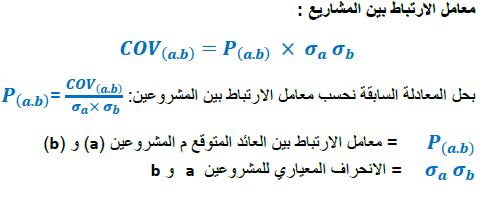 معامل الارتباط بين المشاريع :
COV(a.b) = P(a.b) × σa σb
بحل المعادلة السابقة نحسب معامل الارتباط بين المشروعين: P(a.b)= COV(a.b) / σa× σb
P(a.b) = معامل الارتباط بين العائد المتوقع م المشروعين (a) و (b)
σa σb = الانحراف المعياري للمشروعين a و b